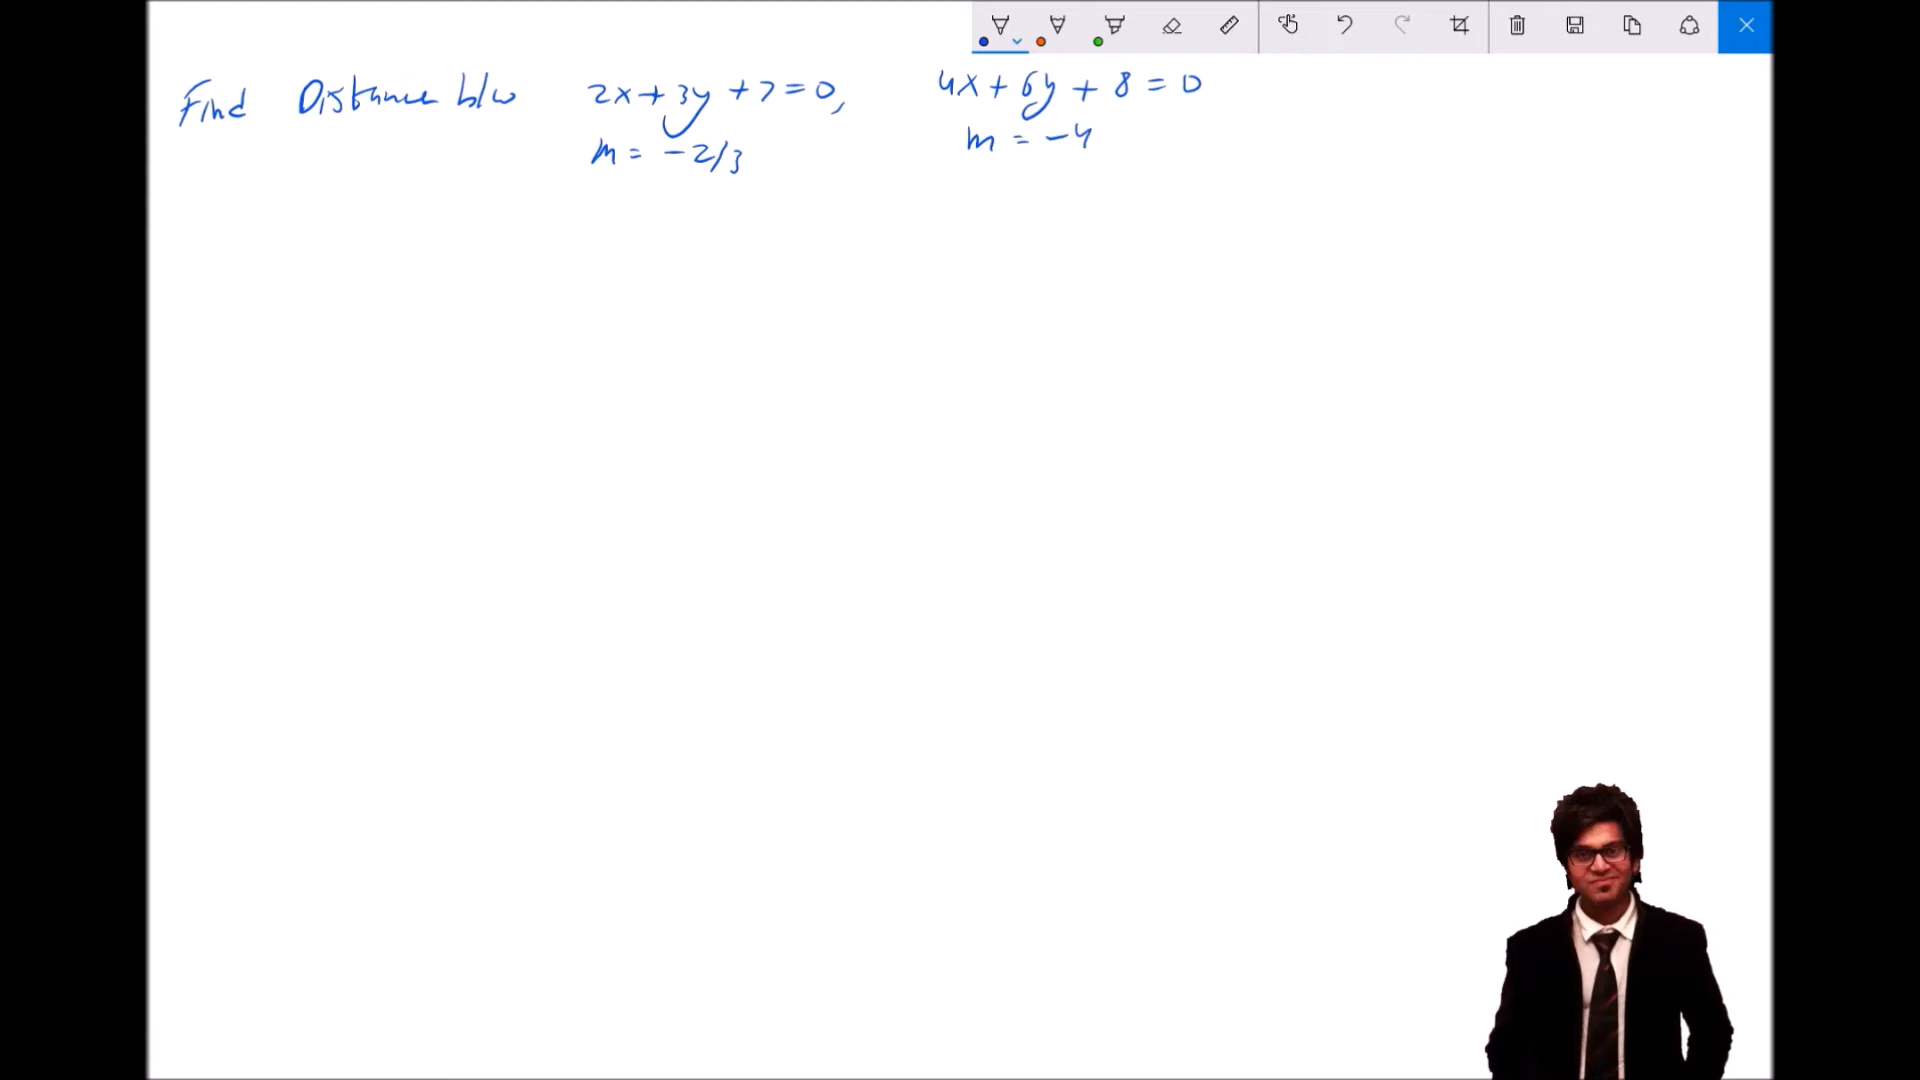 Find Distance b/w 2x + 3y + 7 = 0, 4x + 6y + 8 = 0
m = -2/3 m = -4